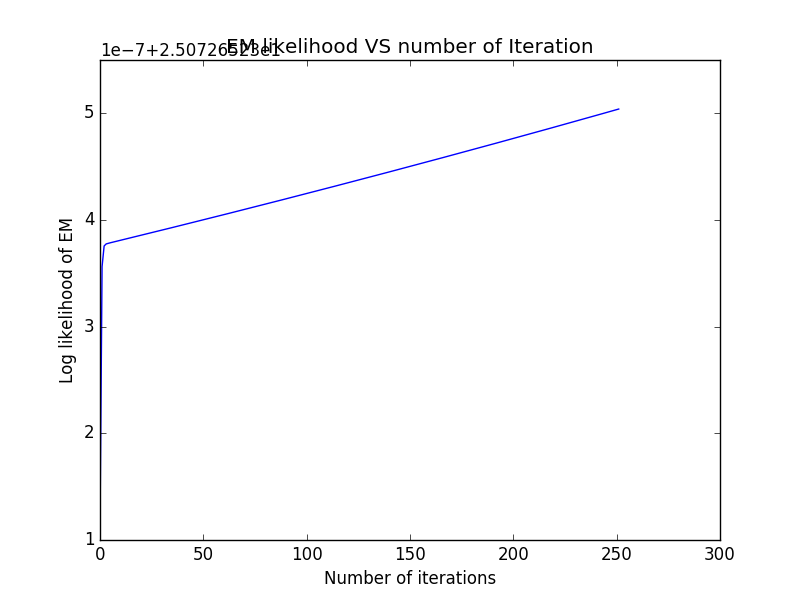 EM likelihood VS number of Iteration
1e−7+2.50726523e1
5
4
3
2
1
Log likelihood of EM
0 50 100 150 200 250 300
Number of iterations